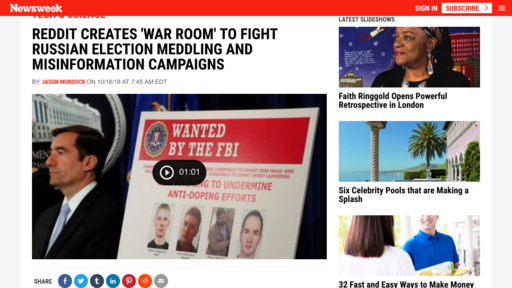 Newsweek
SIGN IN
SUBSCRIBE >
TECH & SCIENCE
REDDIT CREATES 'WAR ROOM' TO FIGHT
RUSSIAN ELECTION MEDDLING AND
MISINFORMATION CAMPAIGNS
BY JASON MURDOCK ON 10/18/18 AT 7:45 AM EDT
WANTED
BY THE FBI
01:01
TO UNDERMINE
ANTI-DOPING EFFORTS
SHARE
LATEST SLIDESHOWS
Faith Ringgold Opens Powerful
Retrospective in London
Six Celebrity Pools that are Making a
Splash
32 Fast and Easy Ways to Make Money